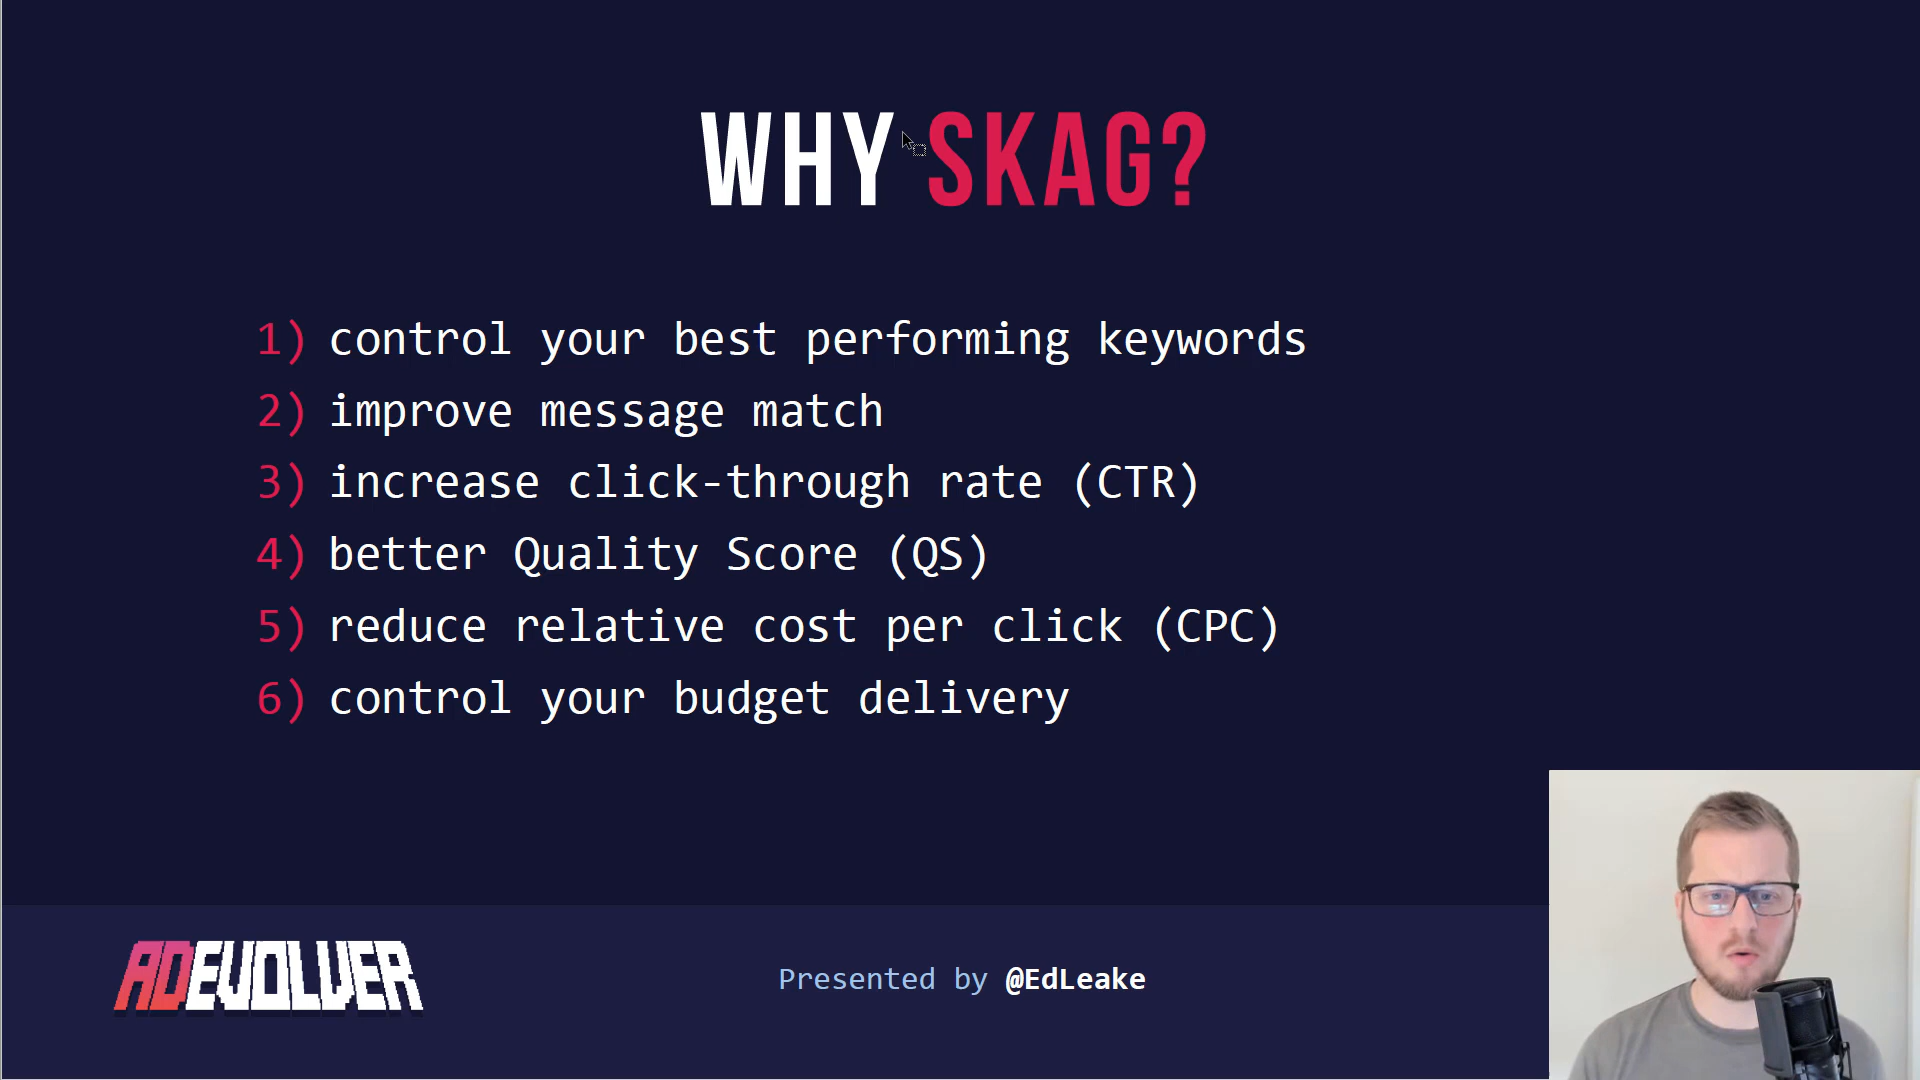 WHY SKAG?
1) control your best performing keywords
2) improve message match
3) increase click-through rate (CTR)
4) better Quality Score (QS)
5) reduce relative cost per click (CPC)
6) control your budget delivery
ADEVOLVER
Presented by @EdLeake